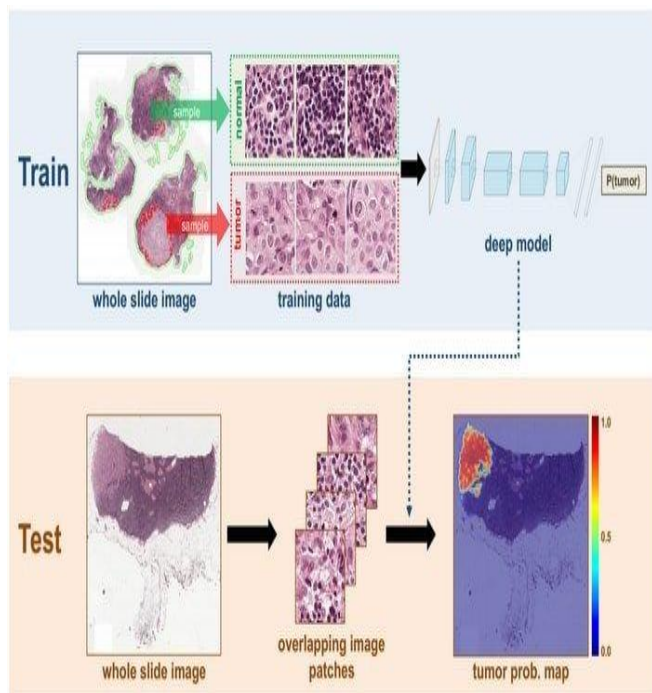 Train
sample
sample
normal
tumor
P(tumor)
deep model
whole slide image
training data
Test
1.0
0.5
0.0
overlapping image
patches
whole slide image
tumor prob. map